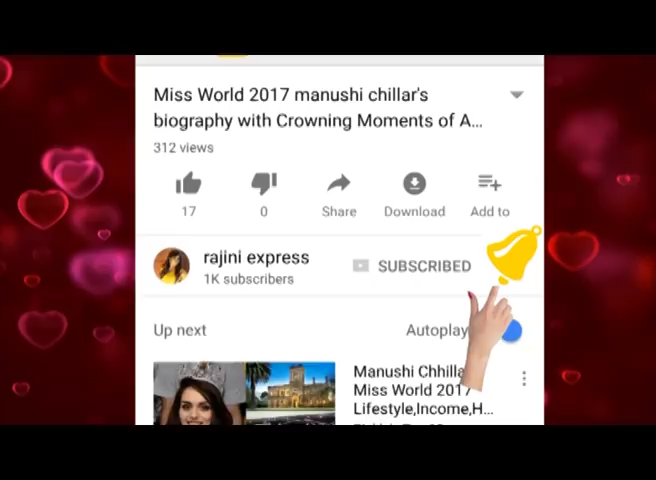 Miss World 2017 manushi chillar's
biography with Crowning Moments of A...
312 views
17
0
Share
Download
Add to
rajini express
SUBSCRIBED
1K subscribers
Up next
Autoplay
Manushi Chhilla
Miss World 2017
Lifestyle,Income,H...